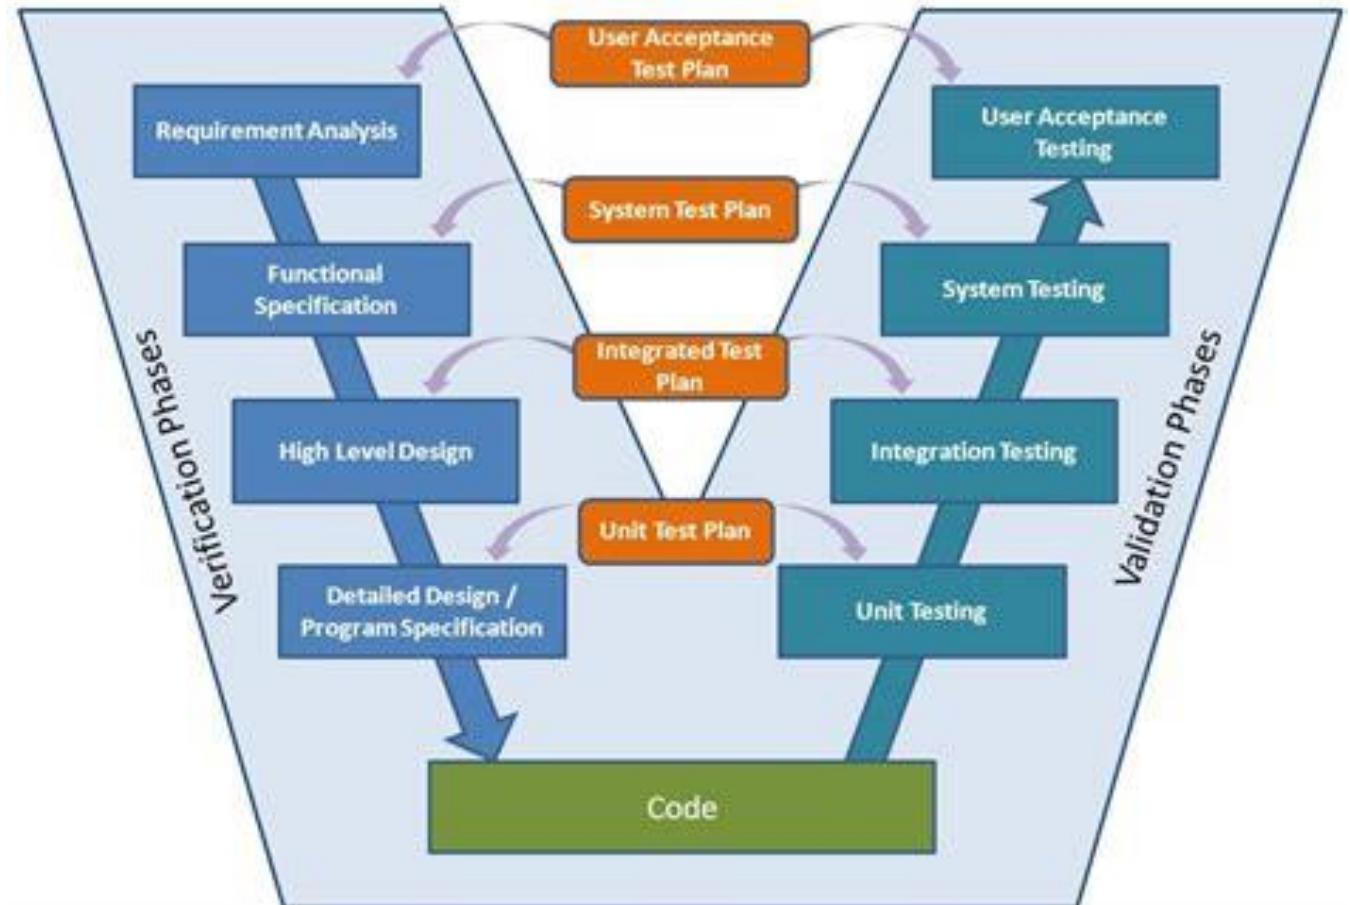 User Acceptance
Test Plan
Requirement Analysis
User Acceptance
Testing
System Test Plan
Functional
Specification
System Testing
Integrated Test
Plan
High Level Design
Integration Testing
Unit Test Plan
Detailed Design /
Program Specification
Unit Testing
Code
Verification Phases
Validation Phases